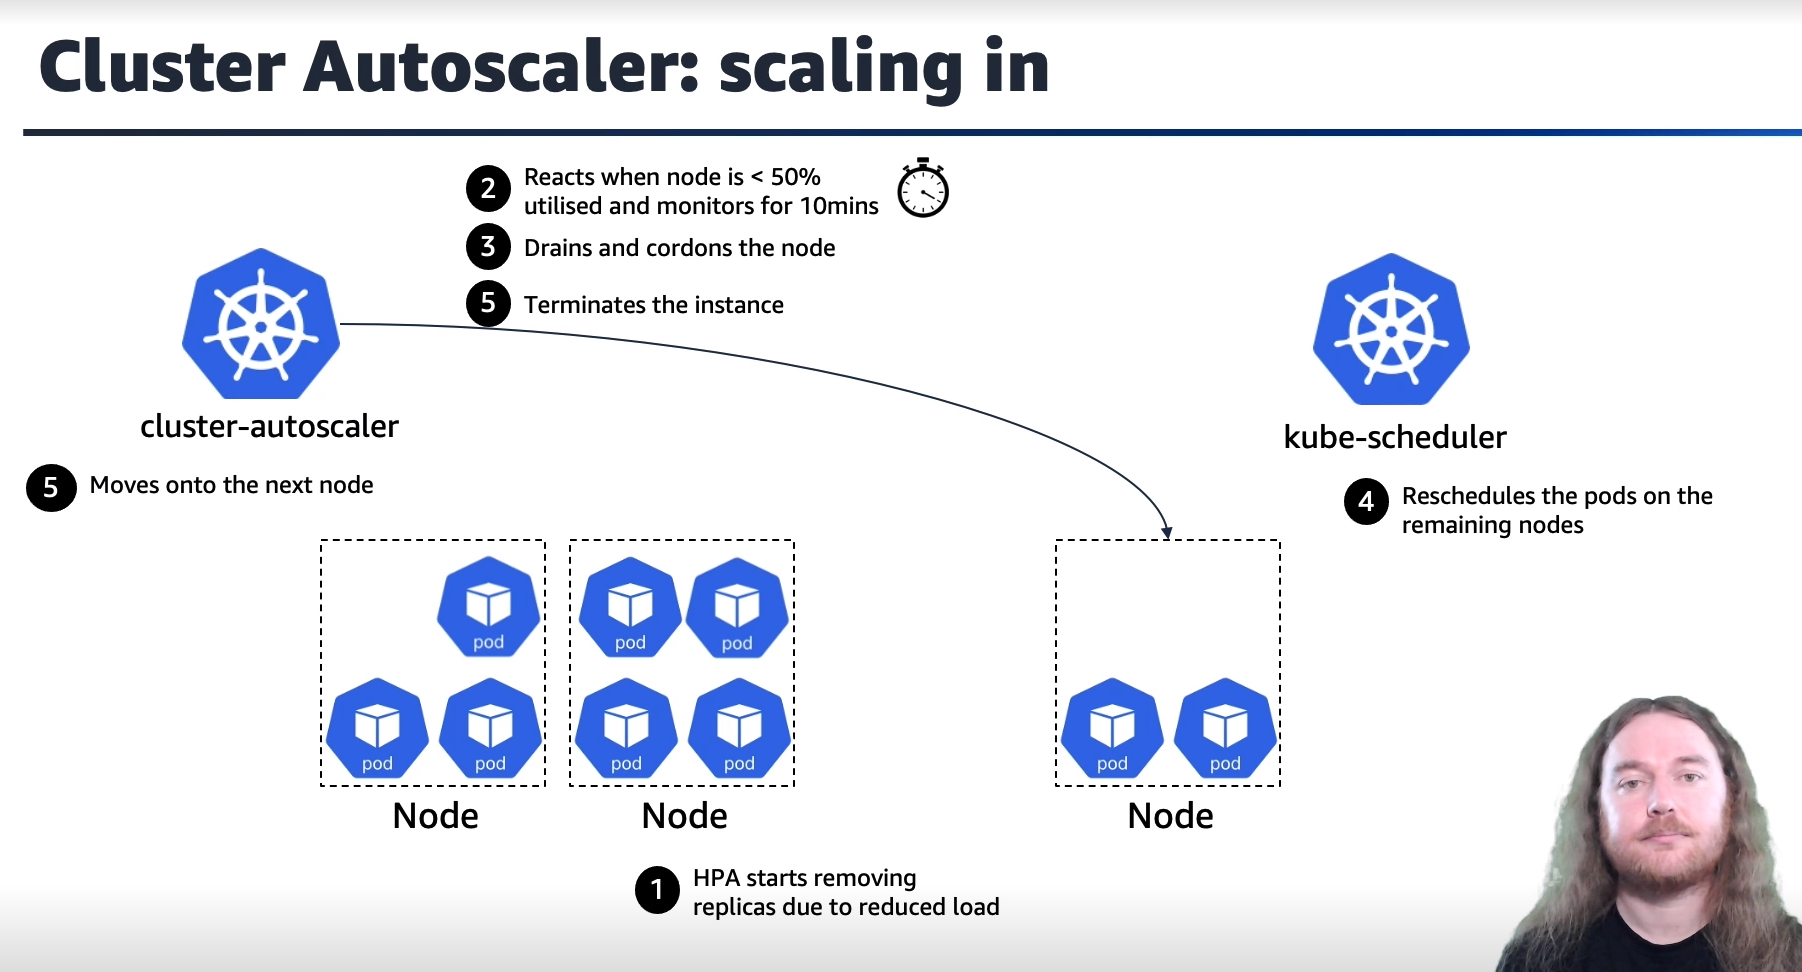 Cluster Autoscaler: scaling in
2
Reacts when node is < 50%
utilised and monitors for 10mins
3
Drains and cordons the node
5
Terminates the instance
cluster-autoscaler
kube-scheduler
5
Moves onto the next node
4
Reschedules the pods on the
remaining nodes
pod
pod
pod
pod
pod
pod
pod
pod
pod
Node
Node
Node
1
HPA starts removing
replicas due to reduced load